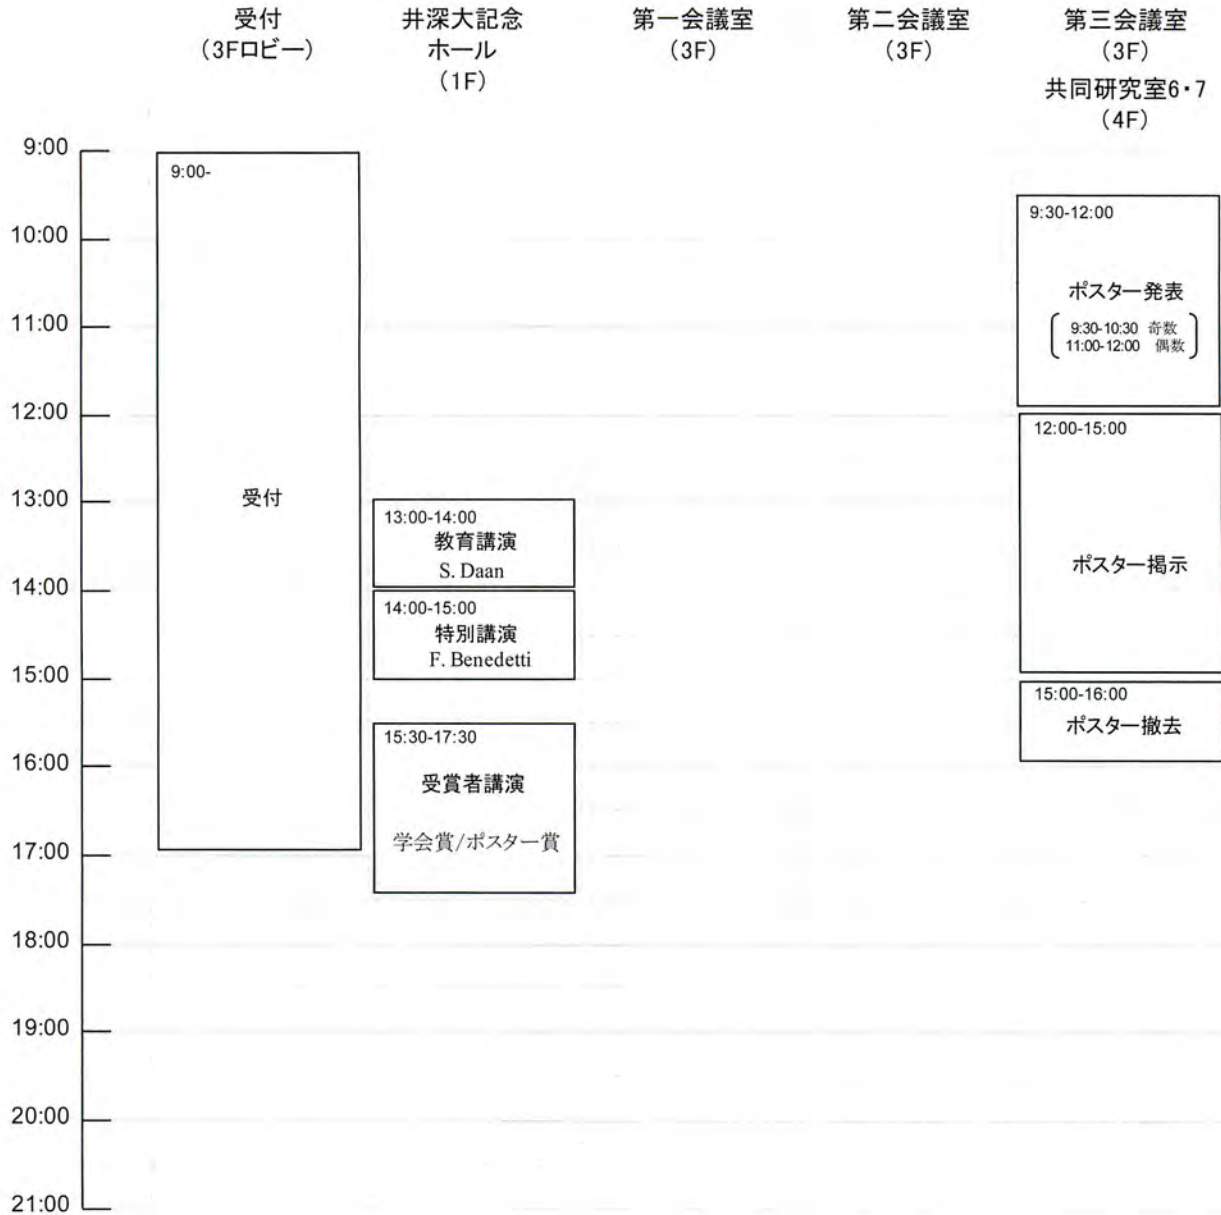 受付
(3Fロビー)
井深大記念
ホール
(1F)
第一会議室
(3F)
第二会議室
(3F)
第三会議室
(3F)
共同研究室6・7
(4F)
9:00
10:00
11:00
12:00
13:00
14:00
15:00
16:00
17:00
18:00
19:00
20:00
21:00
9:00-
受付
13:00-14:00
教育講演
S. Daan
14:00-15:00
特別講演
F. Benedetti
15:30-17:30
受賞者講演
学会賞/ポスター賞
9:30-12:00
ポスター発表
9:30-10:30 奇数
11:00-12:00 偶数
12:00-15:00
ポスター掲示
15:00-16:00
ポスター撤去